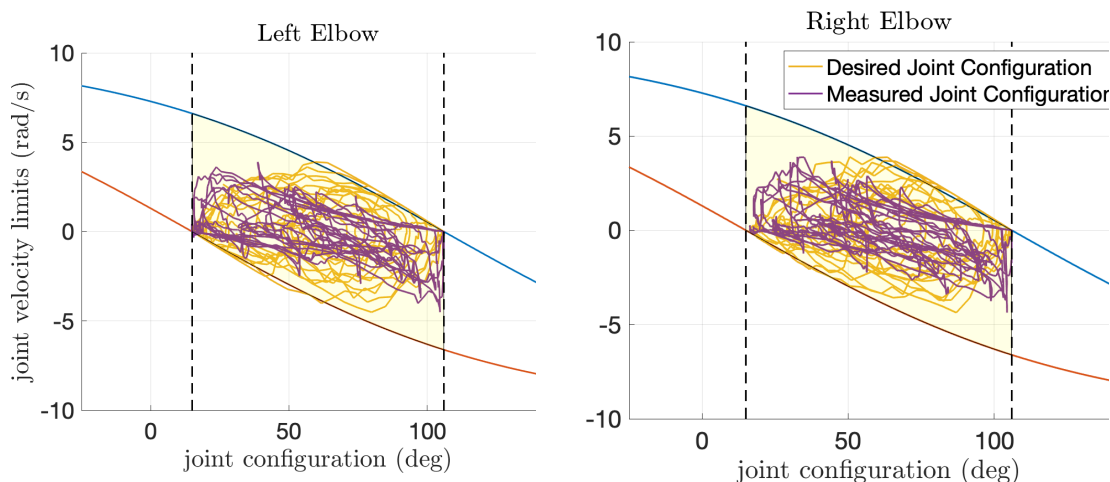 Left Elbow
10
5
0
-5
-10
0
50
100
joint velocity limits (rad/s)
joint configuration (deg)
Right Elbow
Desired Joint Configuration
Measured Joint Configuration
10
5
0
-5
-10
0
50
100
joint configuration (deg)